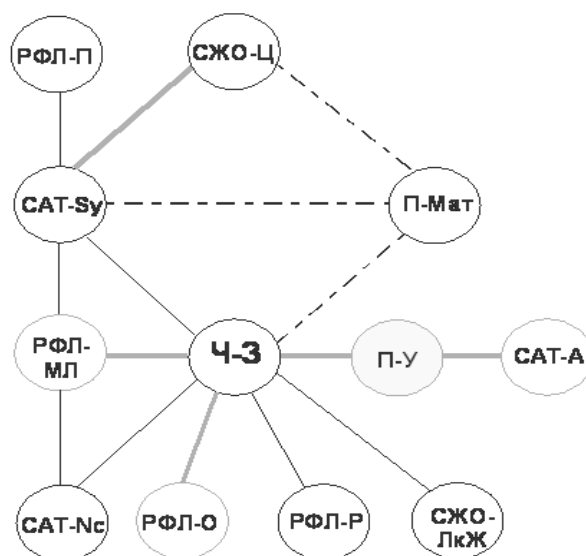 РФЛ-П
СЖО-Ц
САТ-Sy
П-Мат
РФЛ-
МЛ
Ч-З
П-У
САТ-А
САТ-Nc
РФЛ-О
РФЛ-Р
СЖО-
ЛкЖ